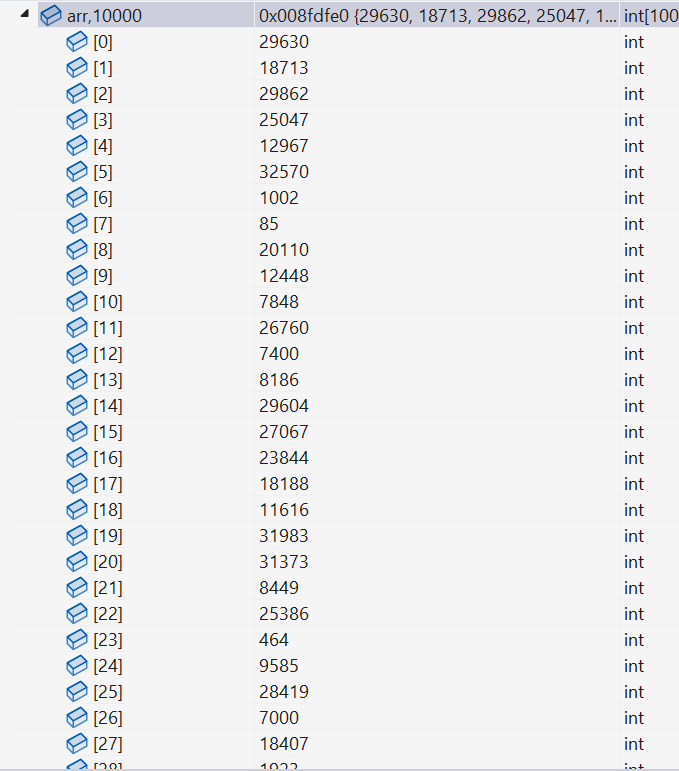 arr,10000 0x008fdfe0 {29630, 18713, 29862, 25047, 1... int[100
[0] 29630 int
[1] 18713 int
[2] 29862 int
[3] 25047 int
[4] 12967 int
[5] 32570 int
[6] 1002 int
[7] 85 int
[8] 20110 int
[9] 12448 int
[10] 7848 int
[11] 26760 int
[12] 7400 int
[13] 8186 int
[14] 29604 int
[15] 27067 int
[16] 23844 int
[17] 18188 int
[18] 11616 int
[19] 31983 int
[20] 31373 int
[21] 8449 int
[22] 25386 int
[23] 464 int
[24] 9585 int
[25] 28419 int
[26] 7000 int
[27] 18407 int